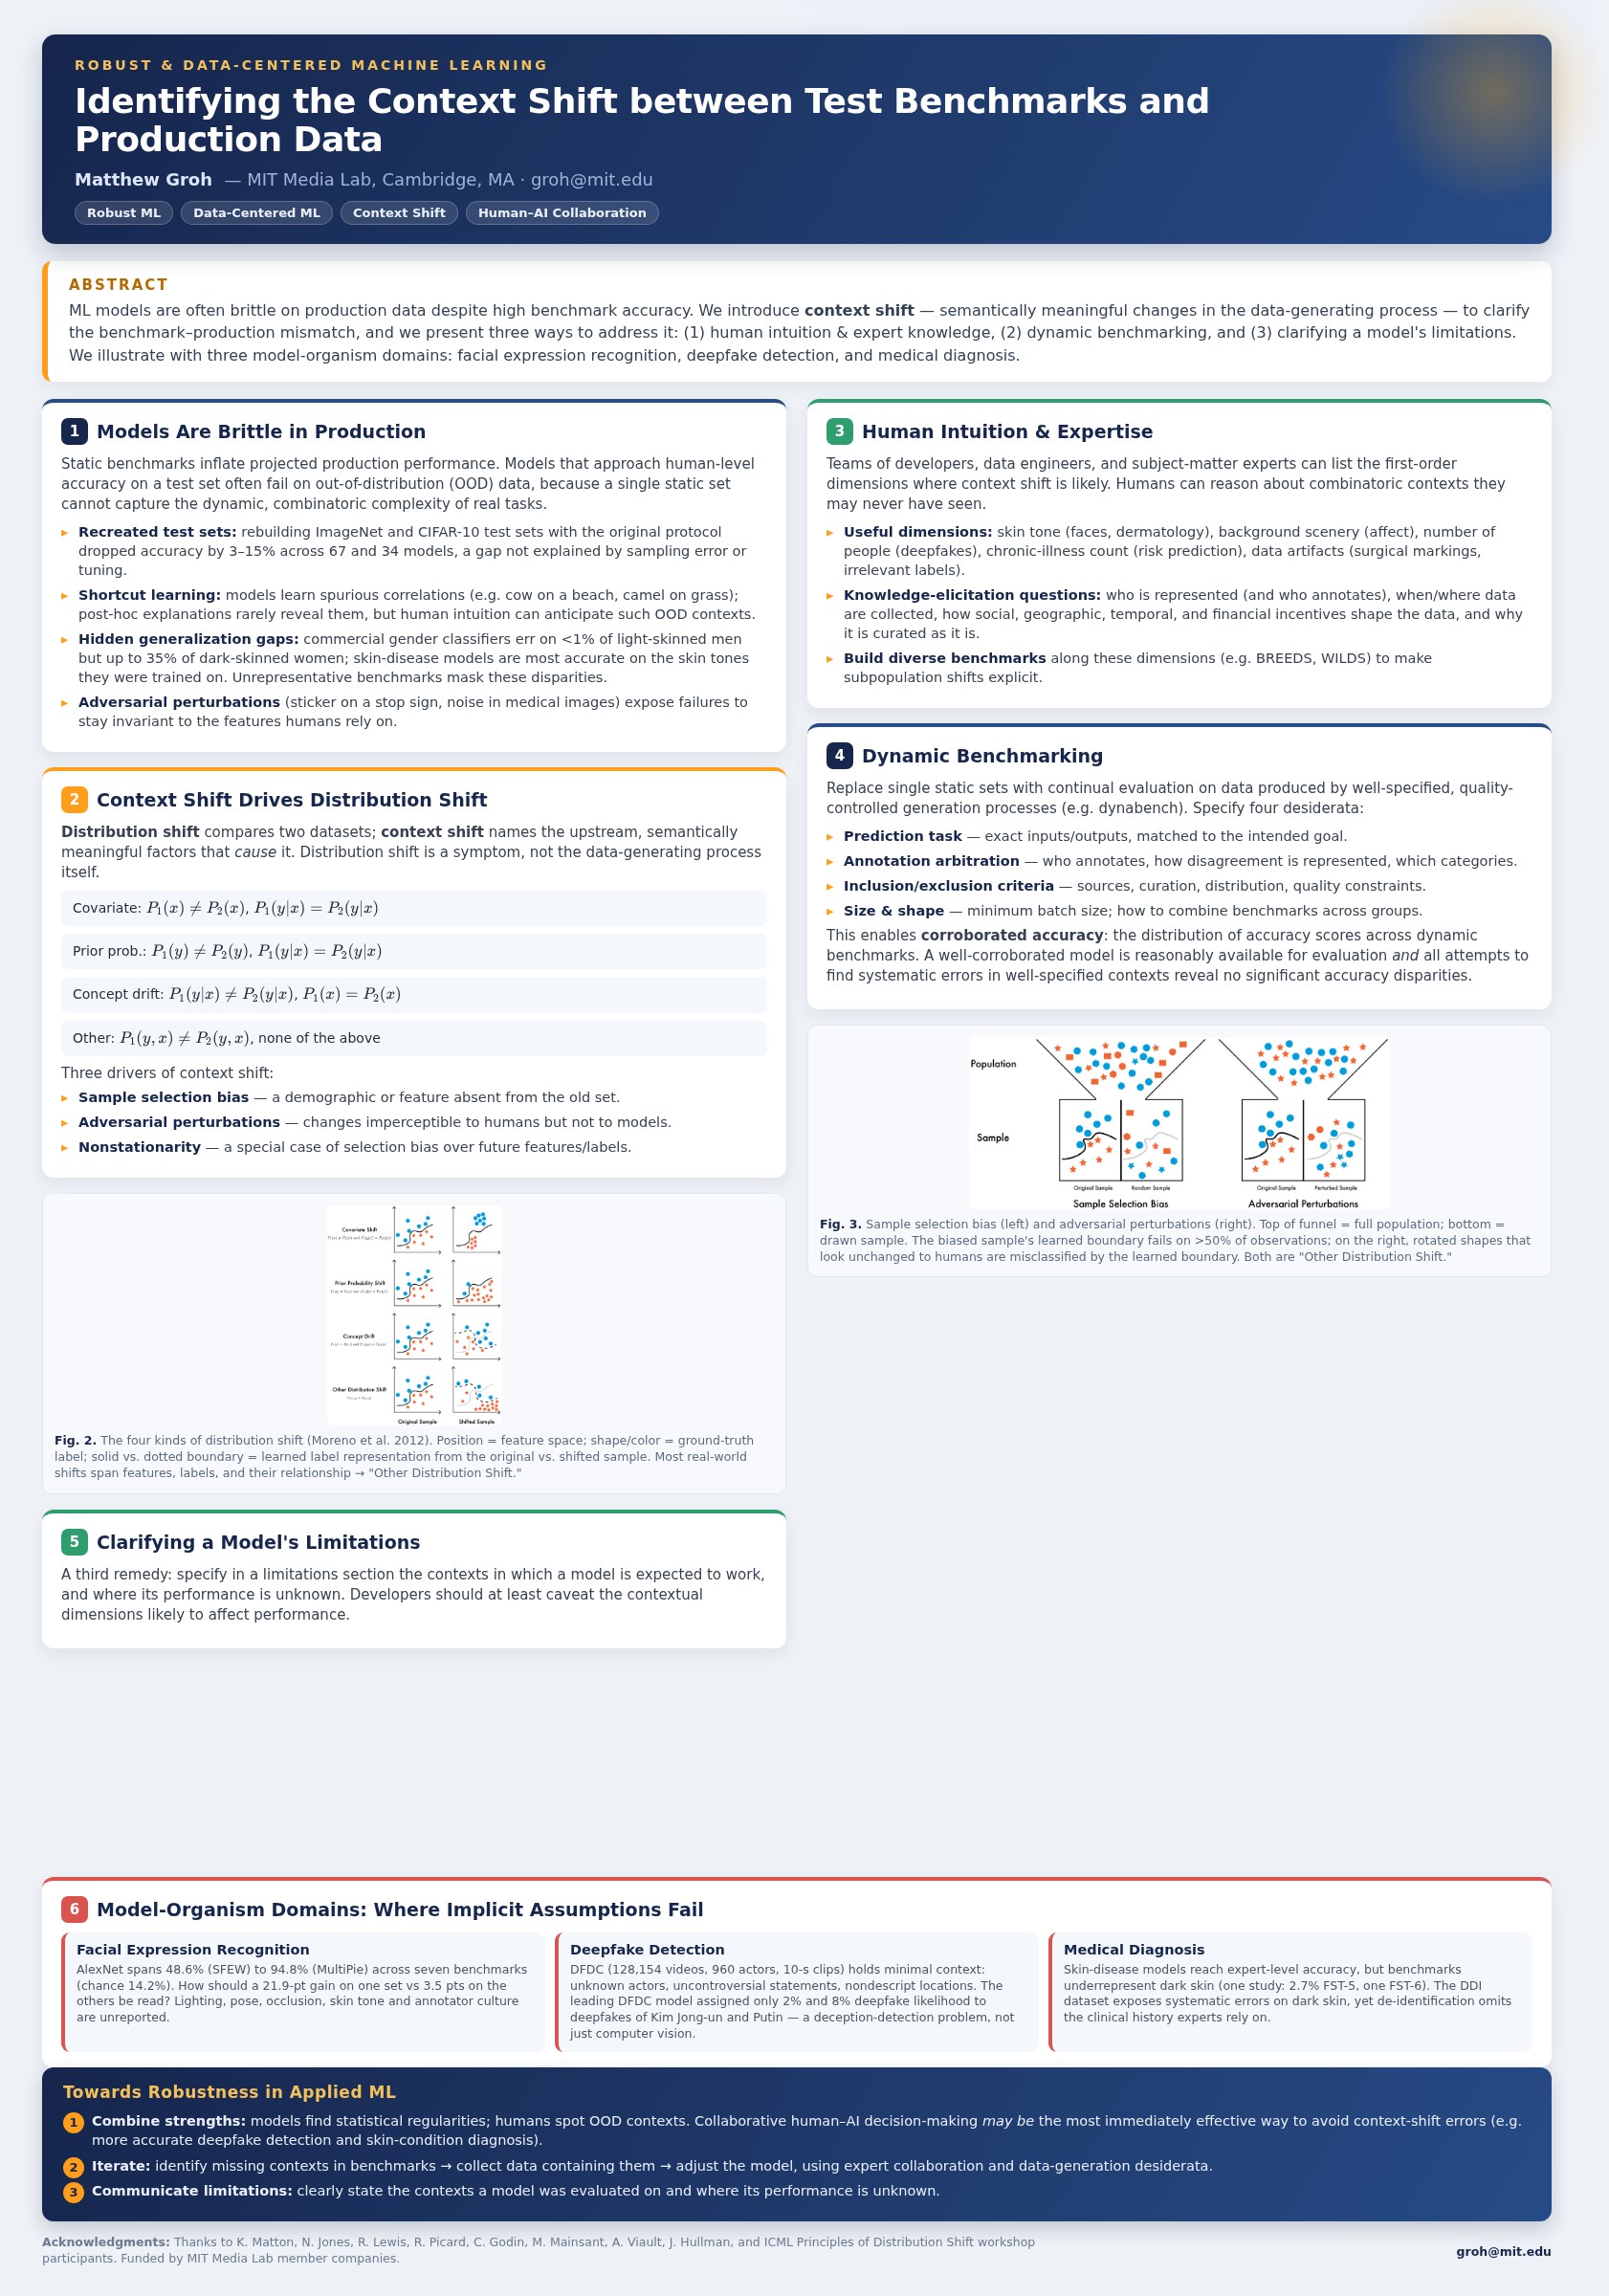 ROBUST & DATA-CENTERED MACHINE LEARNING
Identifying the Context Shift between Test Benchmarks and
Production Data
Matthew Groh — MIT Media Lab, Cambridge, MA · groh@mit.edu
Robust ML Data-Centered ML Context Shift Human–AI Collaboration
ABSTRACT
ML models are often brittle on production data despite high benchmark accuracy. We introduce context shift — semantically meaningful changes in the data-generating process — to clarify
the benchmark–production mismatch, and we present three ways to address it: (1) human intuition & expert knowledge, (2) dynamic benchmarking, and (3) clarifying a model's limitations.
We illustrate with three model-organism domains: facial expression recognition, deepfake detection, and medical diagnosis.
1 Models Are Brittle in Production
Static benchmarks inflate projected production performance. Models that approach human-level
accuracy on a test set often fail on out-of-distribution (OOD) data, because a single static set
cannot capture the dynamic, combinatoric complexity of real tasks.
▸ Recreated test sets: rebuilding ImageNet and CIFAR-10 test sets with the original protocol
dropped accuracy by 3–15% across 67 and 34 models, a gap not explained by sampling error or
tuning.
▸ Shortcut learning: models learn spurious correlations (e.g. cow on a beach, camel on grass);
post-hoc explanations rarely reveal them, but human intuition can anticipate such OOD contexts.
▸ Hidden generalization gaps: commercial gender classifiers err on <1% of light-skinned men
but up to 35% of dark-skinned women; skin-disease models are most accurate on the skin tones
they were trained on. Unrepresentative benchmarks mask these disparities.
▸ Adversarial perturbations (sticker on a stop sign, noise in medical images) expose failures to
stay invariant to the features humans rely on.
2 Context Shift Drives Distribution Shift
Distribution shift compares two datasets; context shift names the upstream, semantically
meaningful factors that cause it. Distribution shift is a symptom, not the data-generating process
itself.
Covariate: P₁(x) ≠ P₂(x), P₁(y|x) = P₂(y|x)
Prior prob.: P₁(y) ≠ P₂(y), P₁(y|x) = P₂(y|x)
Concept drift: P₁(y|x) ≠ P₂(y|x), P₁(x) = P₂(x)
Other: P₁(y, x) ≠ P₂(y, x), none of the above
Three drivers of context shift:
▸ Sample selection bias — a demographic or feature absent from the old set.
▸ Adversarial perturbations — changes imperceptible to humans but not to models.
▸ Nonstationarity — a special case of selection bias over future features/labels.
Covariate Shift
Prior Probability Shift
Concept Drift
Other Distribution Shift
Original Sample Shifted Sample
Fig. 2. The four kinds of distribution shift (Moreno et al. 2012). Position = feature space; shape/color = ground-truth
label; solid vs. dotted boundary = learned label representation from the original vs. shifted sample. Most real-world
shifts span features, labels, and their relationship → "Other Distribution Shift."
5 Clarifying a Model's Limitations
A third remedy: specify in a limitations section the contexts in which a model is expected to work,
and where its performance is unknown. Developers should at least caveat the contextual
dimensions likely to affect performance.
3 Human Intuition & Expertise
Teams of developers, data engineers, and subject-matter experts can list the first-order
dimensions where context shift is likely. Humans can reason about combinatoric contexts they
may never have seen.
▸ Useful dimensions: skin tone (faces, dermatology), background scenery (affect), number of
people (deepfakes), chronic-illness count (risk prediction), data artifacts (surgical markings,
irrelevant labels).
▸ Knowledge-elicitation questions: who is represented (and who annotates), when/where data
are collected, how social, geographic, temporal, and financial incentives shape the data, and why
it is curated as it is.
▸ Build diverse benchmarks along these dimensions (e.g. BREEDS, WILDS) to make
subpopulation shifts explicit.
4 Dynamic Benchmarking
Replace single static sets with continual evaluation on data produced by well-specified, quality-
controlled generation processes (e.g. dynabench). Specify four desiderata:
▸ Prediction task — exact inputs/outputs, matched to the intended goal.
▸ Annotation arbitration — who annotates, how disagreement is represented, which categories.
▸ Inclusion/exclusion criteria — sources, curation, distribution, quality constraints.
▸ Size & shape — minimum batch size; how to combine benchmarks across groups.
This enables corroborated accuracy: the distribution of accuracy scores across dynamic
benchmarks. A well-corroborated model is reasonably available for evaluation and all attempts to
find systematic errors in well-specified contexts reveal no significant accuracy disparities.
Population
Sample
Original Sample Random Sample Original Sample Perturbed Sample
Sample Selection Bias Adversarial Perturbations
Fig. 3. Sample selection bias (left) and adversarial perturbations (right). Top of funnel = full population; bottom =
drawn sample. The biased sample's learned boundary fails on >50% of observations; on the right, rotated shapes that
look unchanged to humans are misclassified by the learned boundary. Both are "Other Distribution Shift."
6 Model-Organism Domains: Where Implicit Assumptions Fail
Facial Expression Recognition
AlexNet spans 48.6% (SFEW) to 94.8% (MultiPie) across seven benchmarks
(chance 14.2%). How should a 21.9-pt gain on one set vs 3.5 pts on the
others be read? Lighting, pose, occlusion, skin tone and annotator culture
are unreported.
Deepfake Detection
DFDC (128,154 videos, 960 actors, 10-s clips) holds minimal context:
unknown actors, uncontroversial statements, nondescript locations. The
leading DFDC model assigned only 2% and 8% deepfake likelihood to
deepfakes of Kim Jong-un and Putin — a deception-detection problem, not
just computer vision.
Medical Diagnosis
Skin-disease models reach expert-level accuracy, but benchmarks
underrepresent dark skin (one study: 2.7% FST-5, one FST-6). The DDI
dataset exposes systematic errors on dark skin, yet de-identification omits
the clinical history experts rely on.
Towards Robustness in Applied ML
1 Combine strengths: models find statistical regularities; humans spot OOD contexts. Collaborative human–AI decision-making may be the most immediately effective way to avoid context-shift errors (e.g.
more accurate deepfake detection and skin-condition diagnosis).
2 Iterate: identify missing contexts in benchmarks → collect data containing them → adjust the model, using expert collaboration and data-generation desiderata.
3 Communicate limitations: clearly state the contexts a model was evaluated on and where its performance is unknown.
Acknowledgments: Thanks to K. Matton, N. Jones, R. Lewis, R. Picard, C. Godin, M. Mainsant, A. Viault, J. Hullman, and ICML Principles of Distribution Shift workshop
participants. Funded by MIT Media Lab member companies.
groh@mit.edu